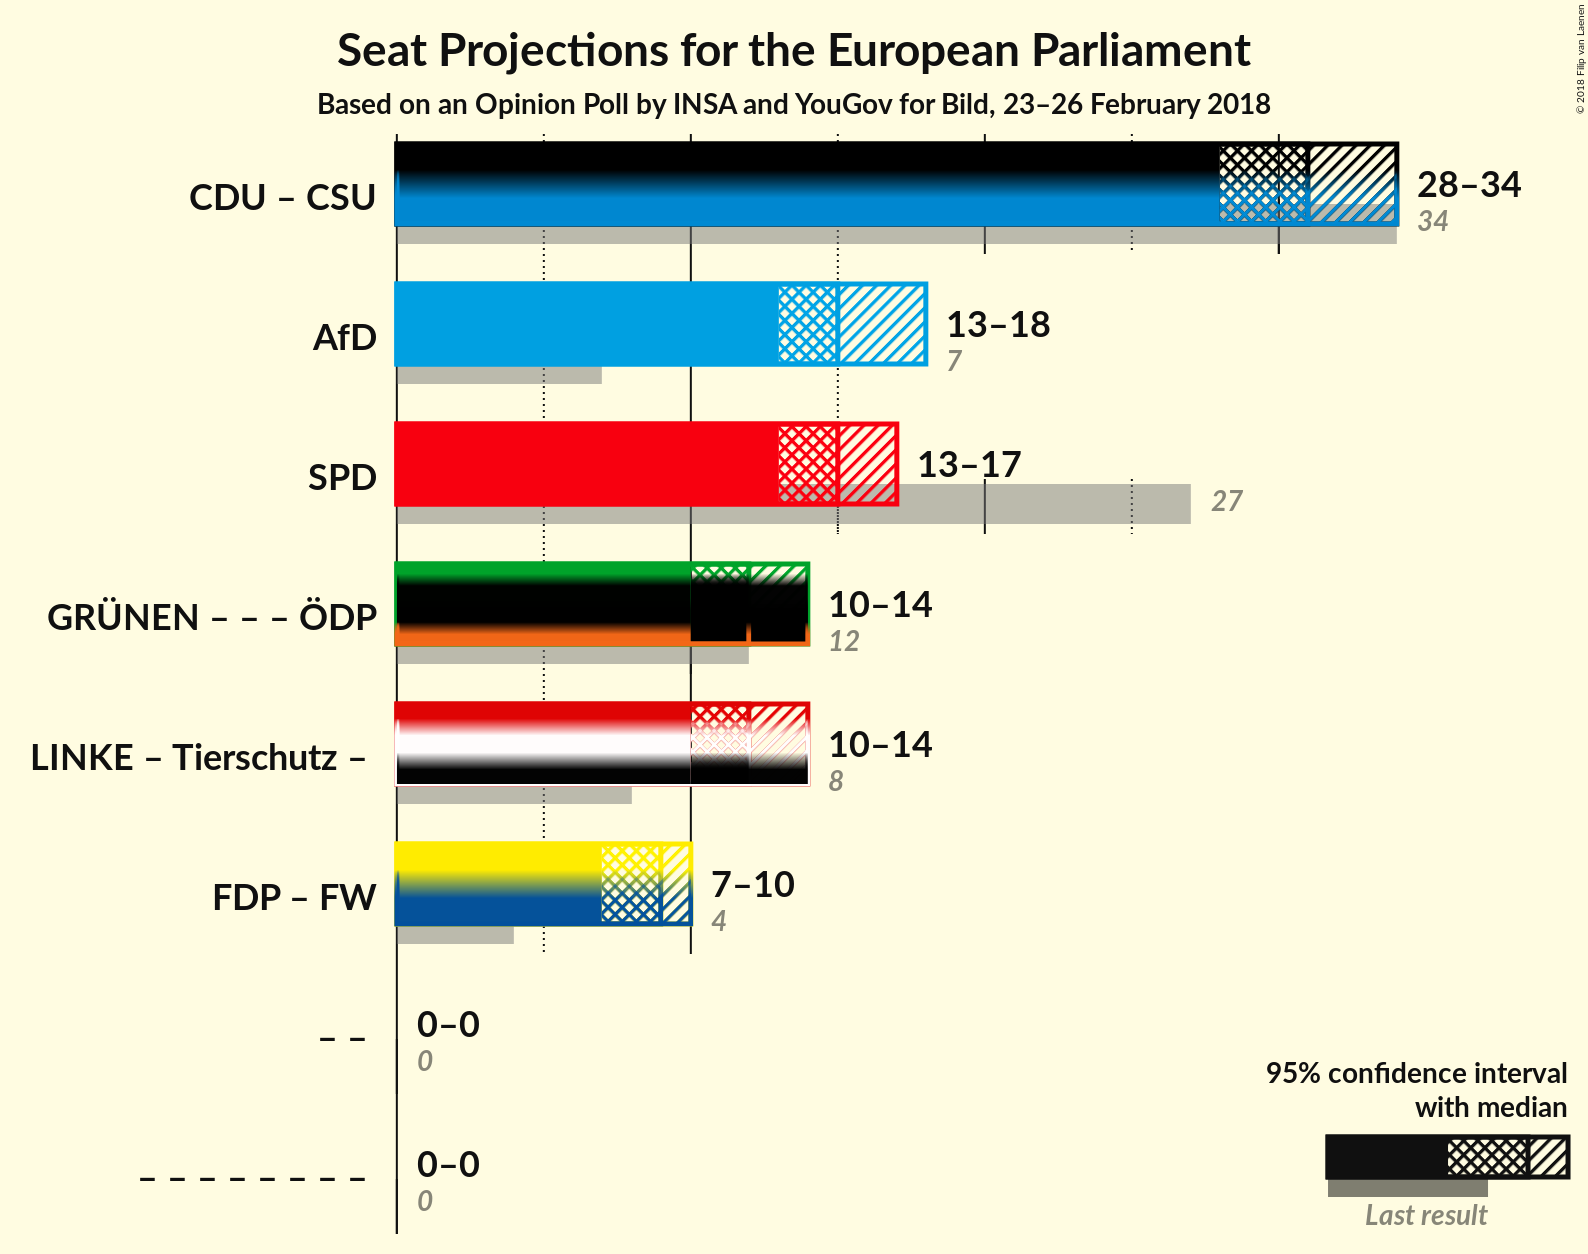 Seat Projections for the European Parliament
Based on an Opinion Poll by INSA and YouGov for Bild, 23–26 February 2018
© 2018 Filip van Laenen
CDU – CSU
28–34
34
AfD
13–18
7
SPD
13–17
27
GRÜNEN – – – ÖDP
10–14
12
LINKE – Tierschutz –
10–14
8
FDP – FW
7–10
4
– –
0–0
0
– – – – – – – –
0–0
0
95% confidence interval
with median
Last result